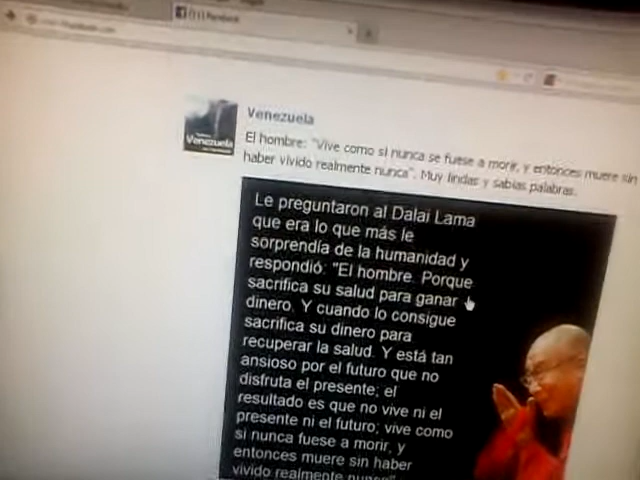 Venezuela
Venezuela
El hombre: "Vive como si nunca se fuese a morir, y entonces muere sin
haber vivido realmente nunca". Muy lindas y sabias palabras.
Le preguntaron al Dalai Lama
que era lo que más le
sorprendía de la humanidad y
respondió: "El hombre. Porque
sacrifica su salud para ganar
dinero. Y cuando lo consigue
sacrifica su dinero para
recuperar la salud. Y está tan
ansioso por el futuro que no
disfruta el presente; el
resultado es que no vive ni el
presente ni el futuro; vive como
si nunca fuese a morir, y
entonces muere sin haber
vivido realmente nunca"